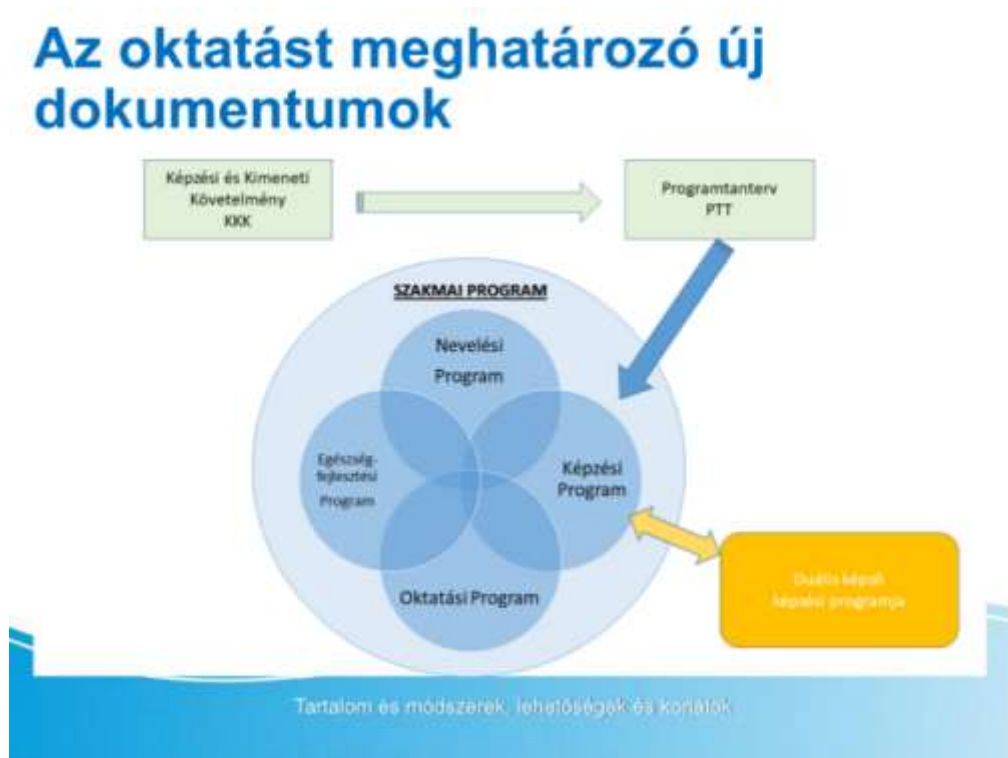 Az oktatást meghatározó új
dokumentumok
Képzési és Kimeneti
Követelmény
KKK
Programtanterv
PTT
SZAKMAI PROGRAM
Nevelési
Program
Egészség-
fejlesztési
Program
Képzési
Program
Oktatási Program
Duális képző
képzési programja
Tartalom és módszerek, lehetőségek és korlátok